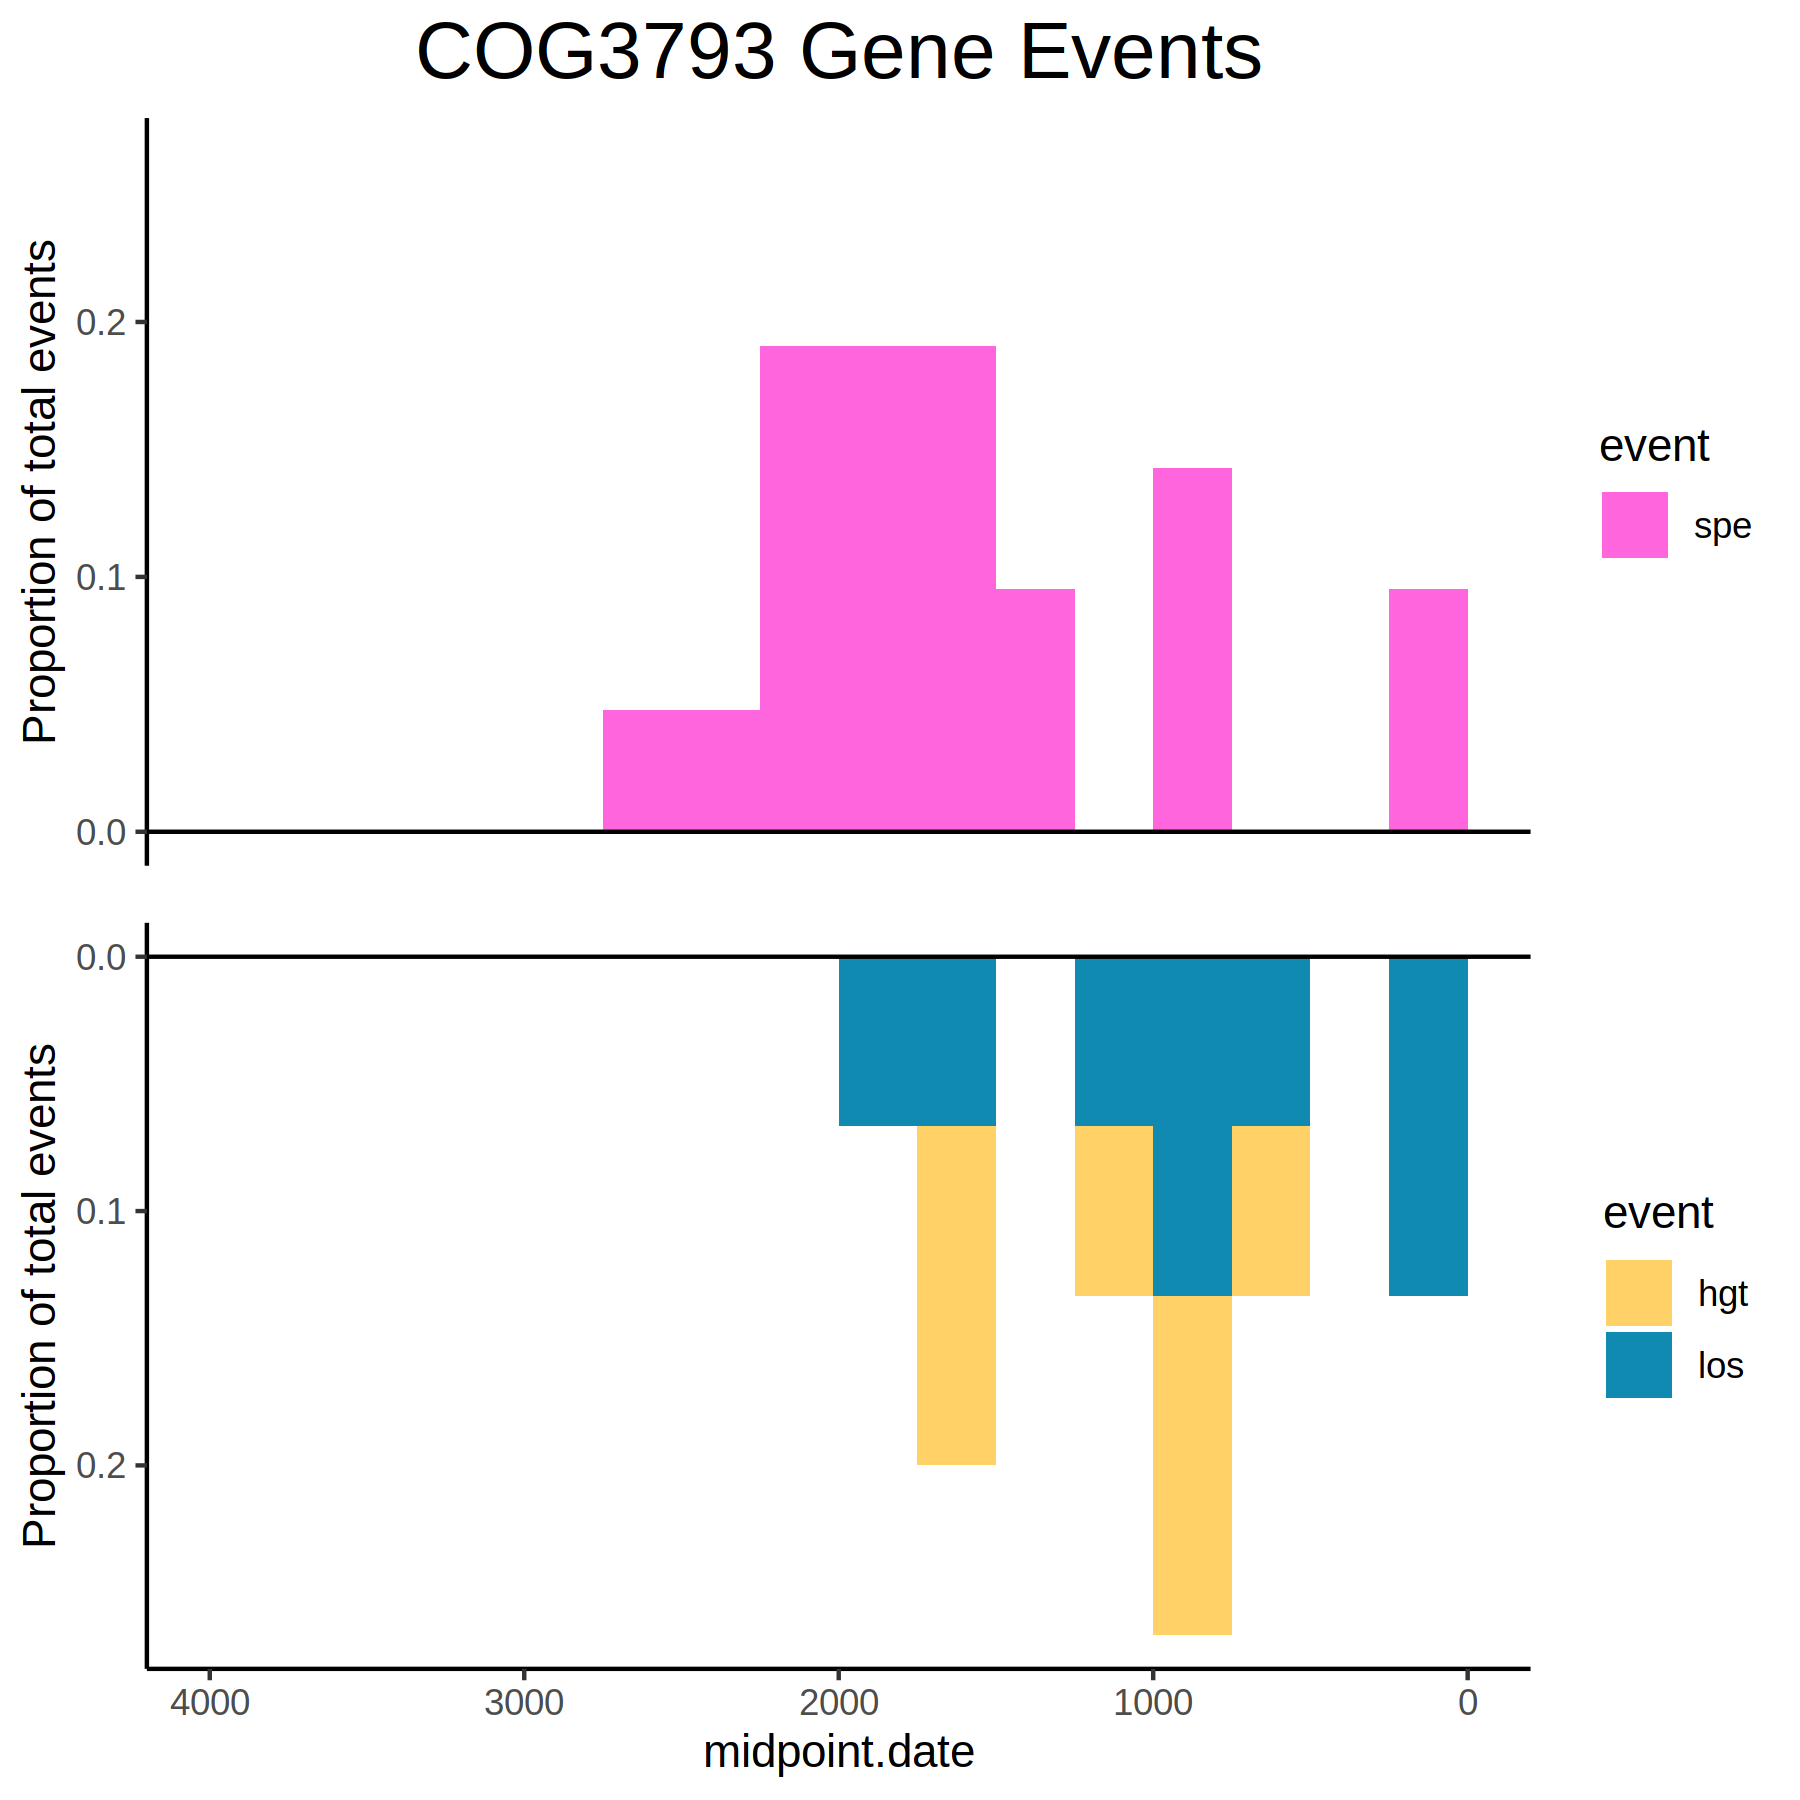 COG3793 Gene Events
Proportion of total events
0.2
0.1
0.0
event
spe
Proportion of total events
0.0
0.1
0.2
event
hgt
los
4000 3000 2000 1000 0
midpoint.date